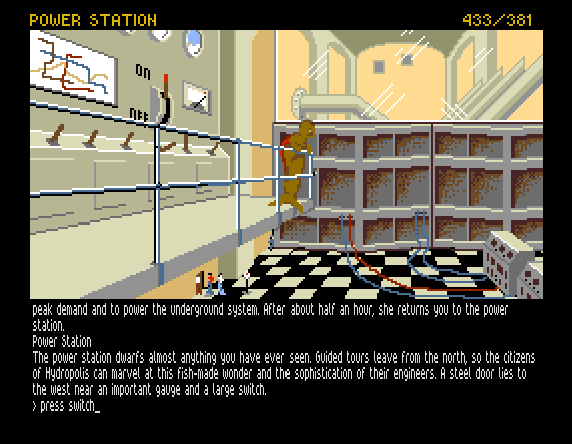 POWER STATION 433/381
ON
OFF
peak demand and to power the underground system. After about half an hour, she returns you to the power
station.
Power Station
The power station dwarfs almost anything you have ever seen. Guided tours leave from the north, so the citizens
of Hydropolis can marvel at this fish-made wonder and the sophistication of their engineers. A steel door lies to
the west near an important gauge and a large switch.
> press switch_